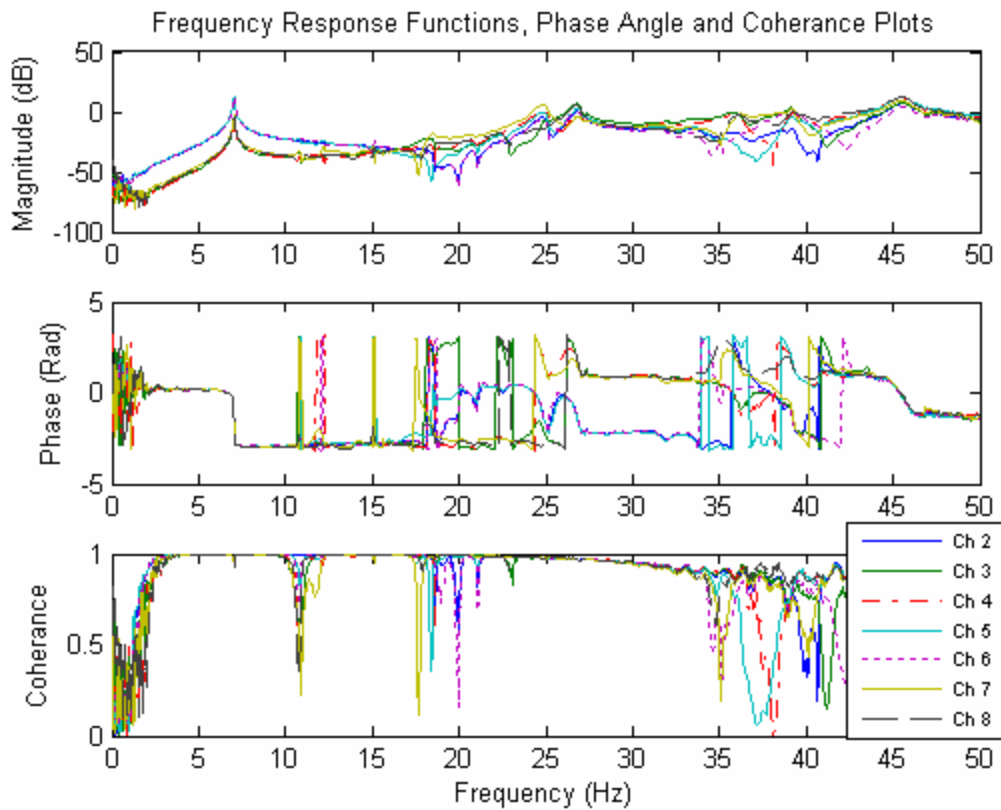 Frequency Response Functions, Phase Angle and Coherance Plots
Magnitude (dB)
50
0
-50
-100
0 5 10 15 20 25 30 35 40 45 50
Phase (Rad)
5
0
-5
0 5 10 15 20 25 30 35 40 45 50
Coherance
1
0.5
0
0 5 10 15 20 25 30 35 40 45 50
Frequency (Hz)
Ch 2
Ch 3
Ch 4
Ch 5
Ch 6
Ch 7
Ch 8